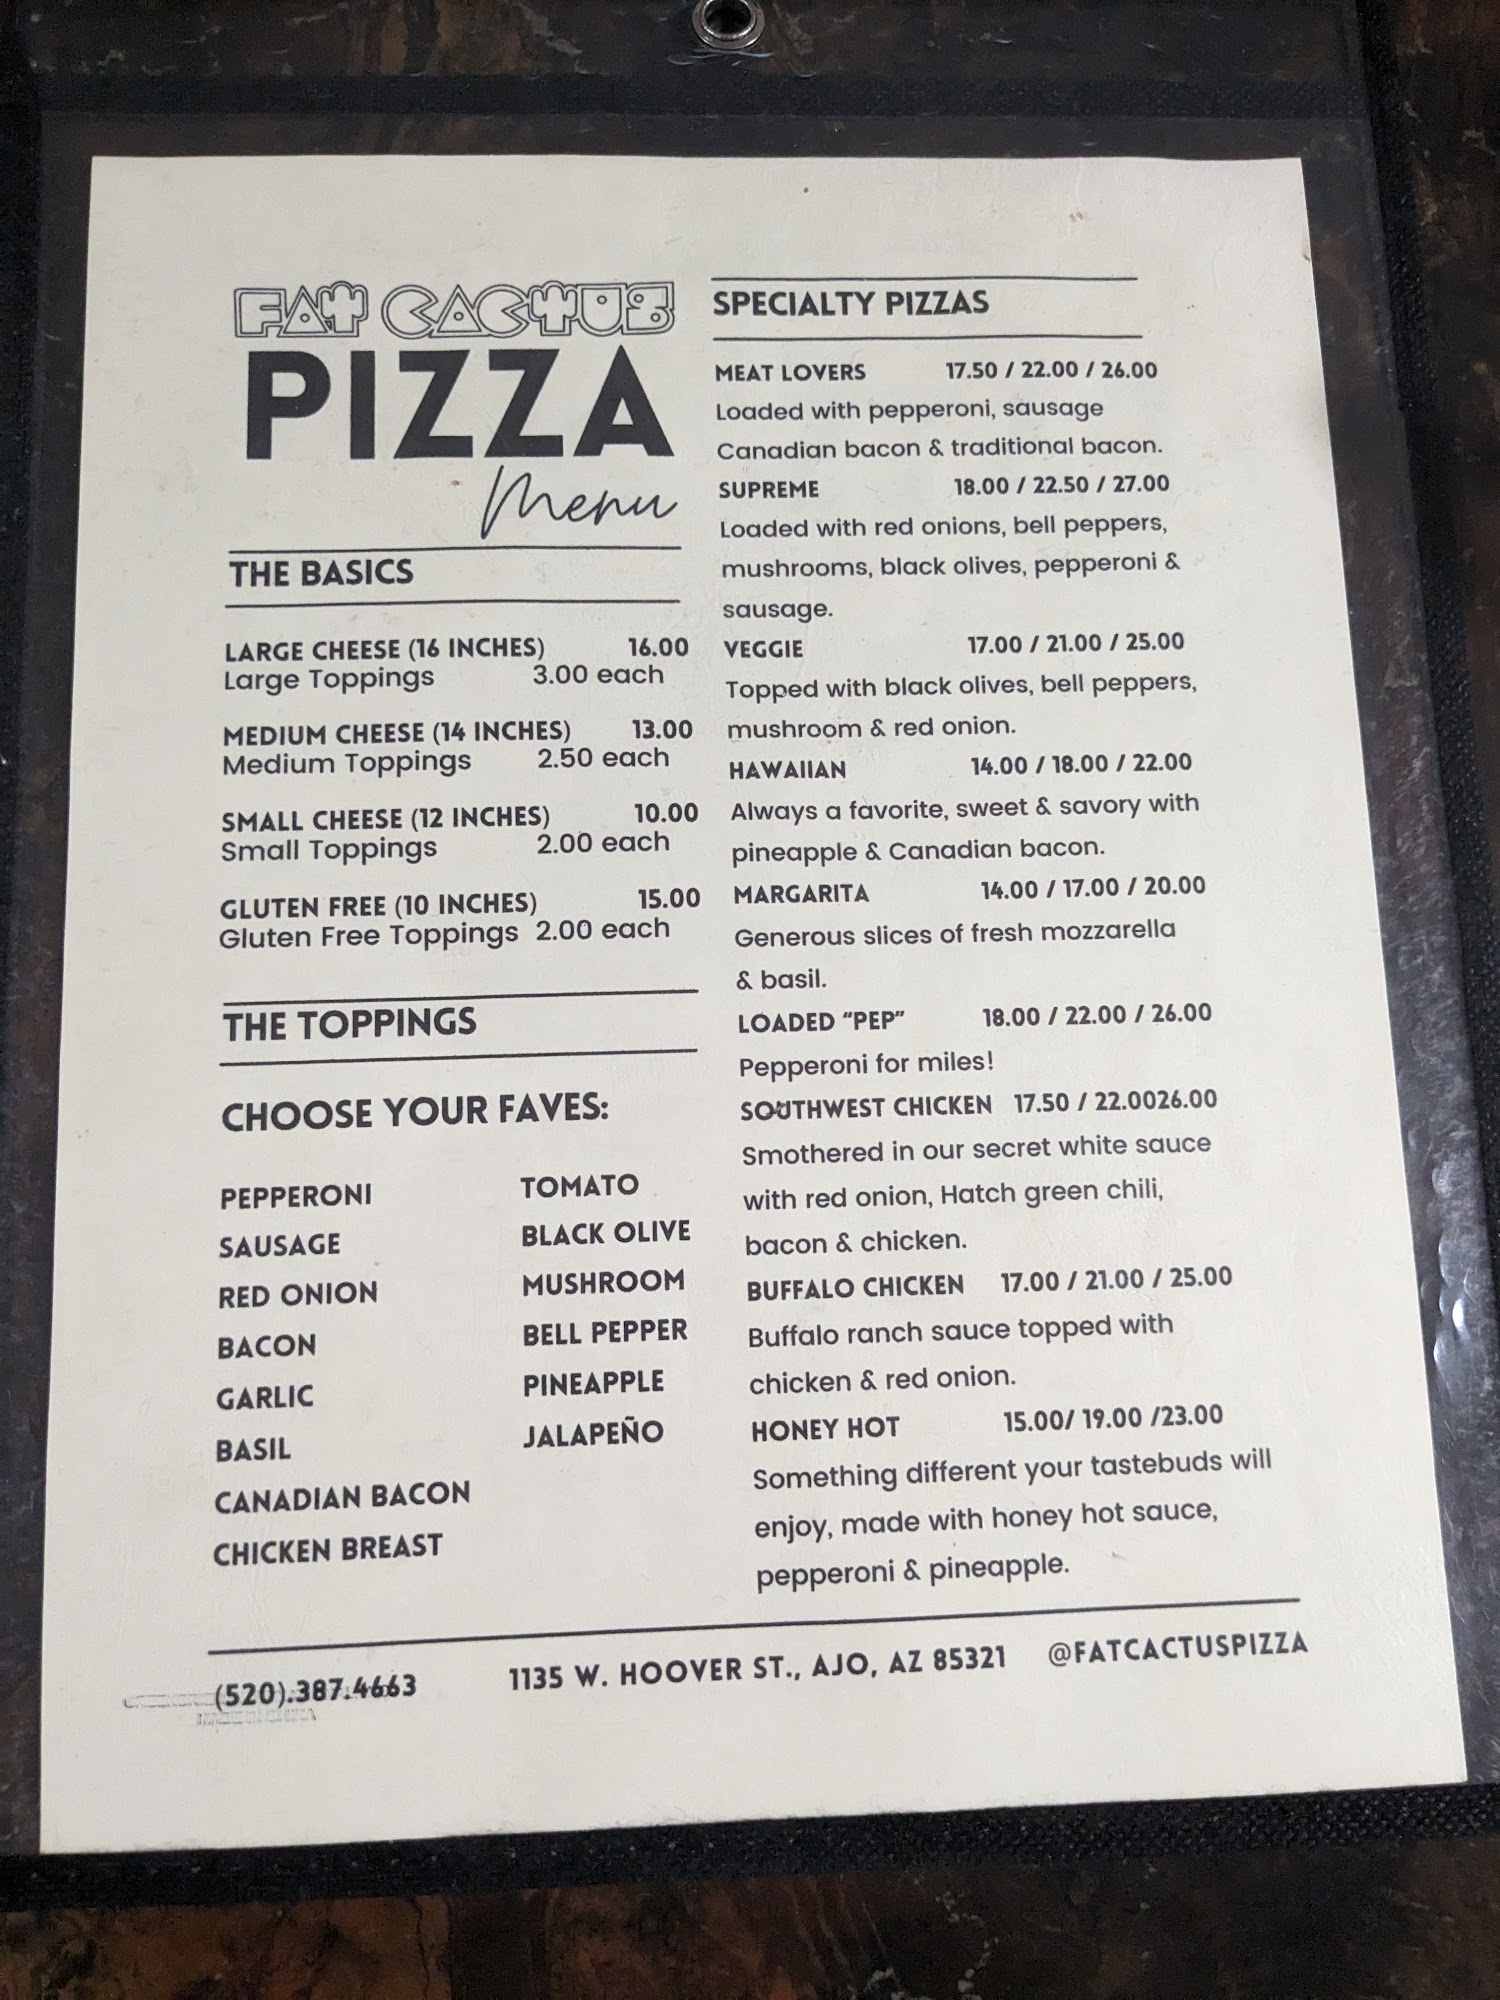 FAT CACTUS
PIZZA
Menu
THE BASICS
LARGE CHEESE (16 INCHES) 16.00
Large Toppings 3.00 each
MEDIUM CHEESE (14 INCHES) 13.00
Medium Toppings 2.50 each
SMALL CHEESE (12 INCHES) 10.00
Small Toppings 2.00 each
GLUTEN FREE (10 INCHES) 15.00
Gluten Free Toppings 2.00 each
THE TOPPINGS
CHOOSE YOUR FAVES:
PEPPERONI
SAUSAGE
RED ONION
BACON
GARLIC
BASIL
CANADIAN BACON
CHICKEN BREAST
TOMATO
BLACK OLIVE
MUSHROOM
BELL PEPPER
PINEAPPLE
JALAPEÑO
SPECIALTY PIZZAS
MEAT LOVERS 17.50 / 22.00 / 26.00
Loaded with pepperoni, sausage
Canadian bacon & traditional bacon.
SUPREME 18.00 / 22.50 / 27.00
Loaded with red onions, bell peppers,
mushrooms, black olives, pepperoni &
sausage.
VEGGIE 17.00 / 21.00 / 25.00
Topped with black olives, bell peppers,
mushroom & red onion.
HAWAIIAN 14.00 / 18.00 / 22.00
Always a favorite, sweet & savory with
pineapple & Canadian bacon.
MARGARITA 14.00 / 17.00 / 20.00
Generous slices of fresh mozzarella
& basil.
LOADED “PEP” 18.00 / 22.00 / 26.00
Pepperoni for miles!
SOUTHWEST CHICKEN 17.50 / 22.0026.00
Smothered in our secret white sauce
with red onion, Hatch green chili,
bacon & chicken.
BUFFALO CHICKEN 17.00 / 21.00 / 25.00
Buffalo ranch sauce topped with
chicken & red onion.
HONEY HOT 15.00/ 19.00 /23.00
Something different your tastebuds will
enjoy, made with honey hot sauce,
pepperoni & pineapple.
(520).387.4663 1135 W. HOOVER ST., AJO, AZ 85321 @FATCACTUSPIZZA